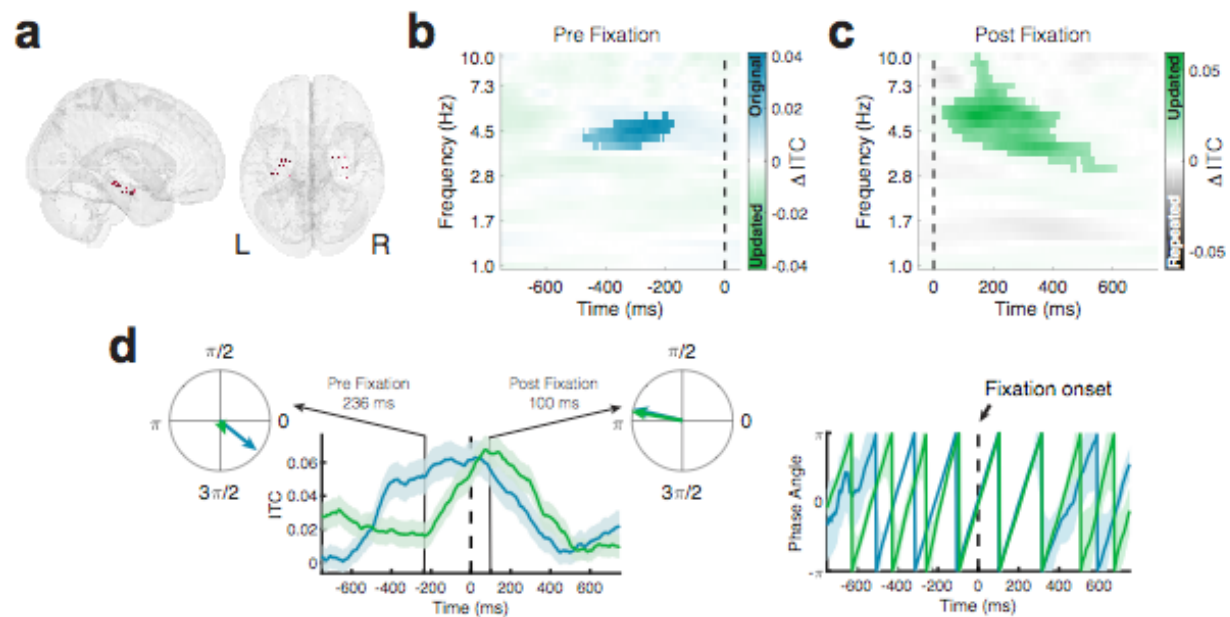 a
L
R
b
Pre Fixation
Frequency (Hz)
10.0
7.3
4.5
2.8
1.7
1.0
-600
-400
-200
0
Time (ms)
Original
Updated
0.04
0.02
0
-0.02
-0.04
Δ ITC
c
Post Fixation
Frequency (Hz)
10.0
7.3
4.5
2.8
1.7
1.0
0
200
400
600
Time (ms)
Updated
Repeated
0.05
0
-0.05
Δ ITC
d
π/2
π
0
3π/2
Pre Fixation
236 ms
Post Fixation
100 ms
π/2
π
0
3π/2
ITC
0.06
0.04
0.02
0
-600
-400
-200
0
200
400
600
Time (ms)
Fixation onset
Phase Angle
π
0
-π
-600
-400
-200
0
200
400
600
Time (ms)